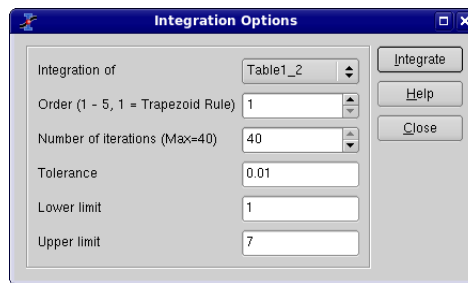 Integration Options
Integration of Table1_2
Order (1 - 5, 1 = Trapezoid Rule) 1
Number of iterations (Max=40) 40
Tolerance 0.01
Lower limit 1
Upper limit 7
Integrate
Help
Close